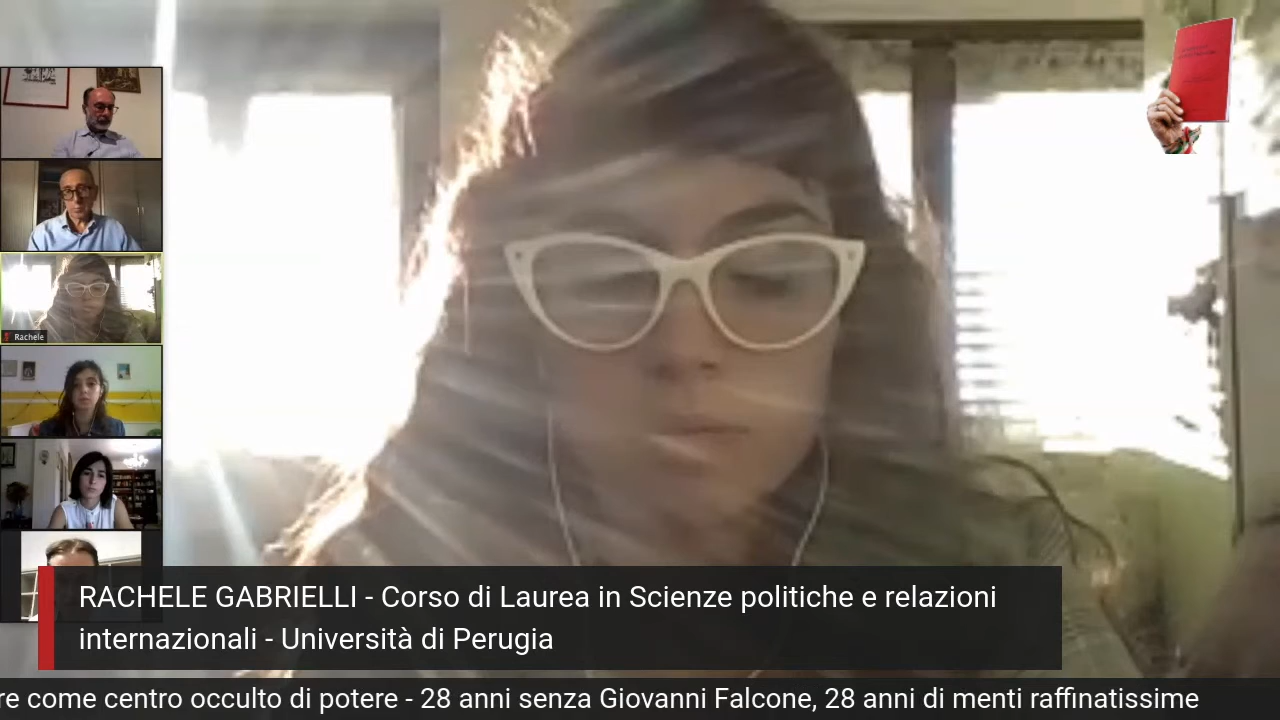 Rachele
RACHELE GABRIELLI - Corso di Laurea in Scienze politiche e relazioni
internazionali - Università di Perugia
re come centro occulto di potere - 28 anni senza Giovanni Falcone, 28 anni di menti raffinatissime